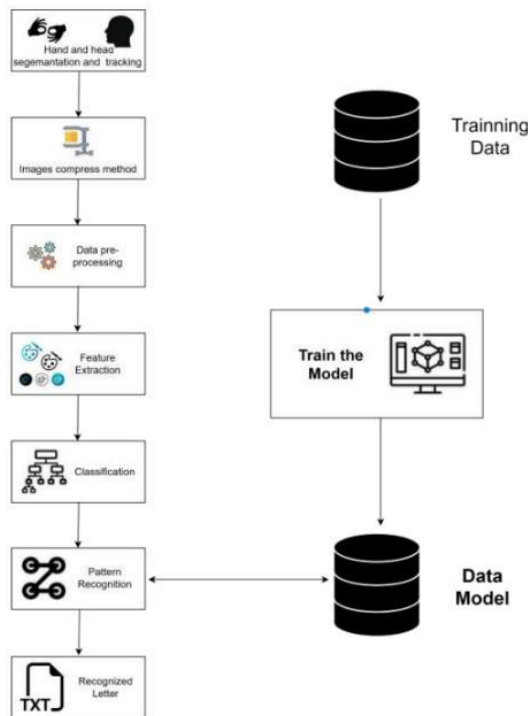 Hand and head
segemantation and tracking
Images compress method
Data pre-
processing
Feature
Extraction
Classification
Pattern
Recognition
TXT
Recognized
Letter
Trainning
Data
Train the
Model
Data
Model